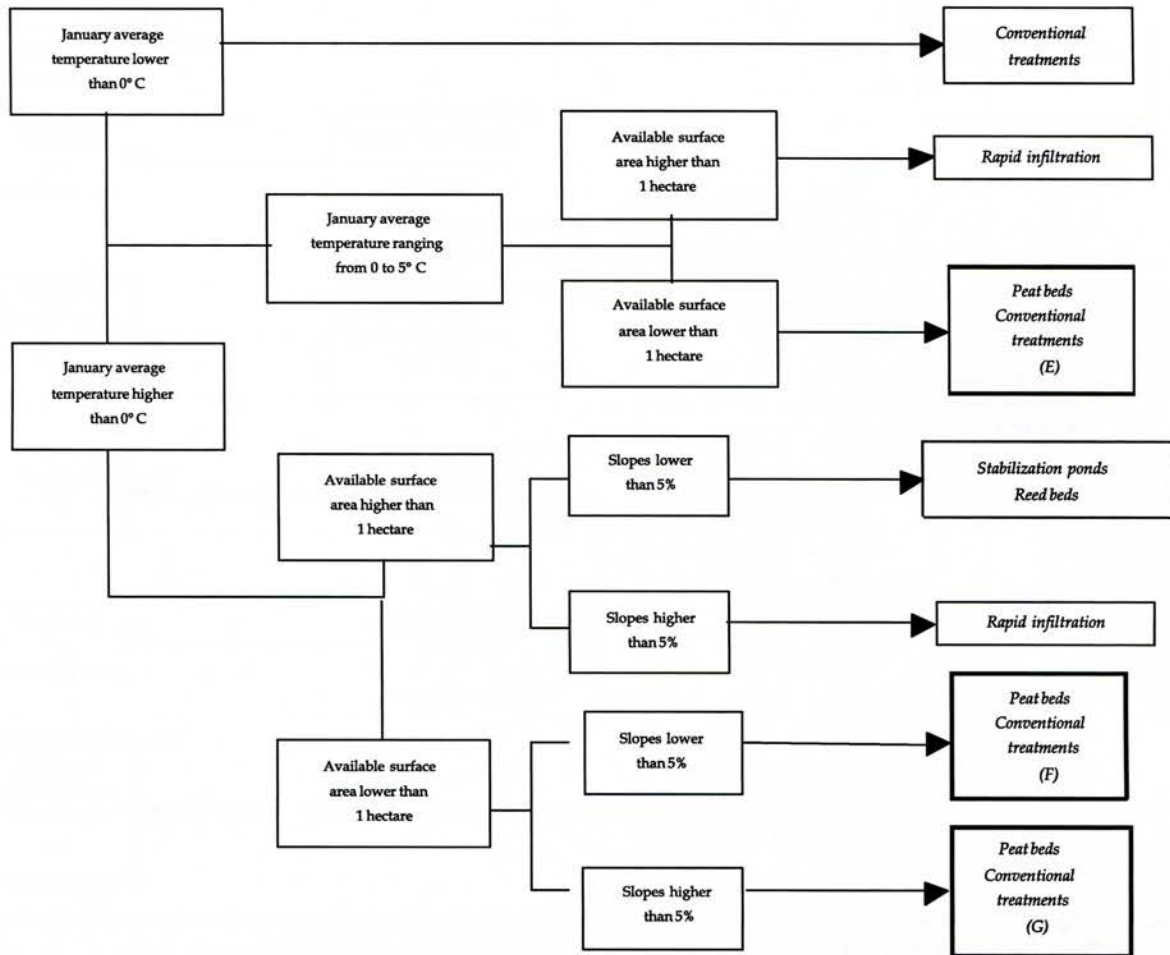 January average
temperature lower
than 0° C
Conventional
treatments
Available surface
area higher than
1 hectare
Rapid infiltration
January average
temperature ranging
from 0 to 5° C
Available surface
area lower than
1 hectare
Peat beds
Conventional
treatments
(E)
January average
temperature higher
than 0° C
Available surface
area higher than
1 hectare
Slopes lower
than 5%
Stabilization ponds
Reed beds
Slopes higher
than 5%
Rapid infiltration
Available surface
area lower than
1 hectare
Slopes lower
than 5%
Peat beds
Conventional
treatments
(F)
Slopes higher
than 5%
Peat beds
Conventional
treatments
(G)